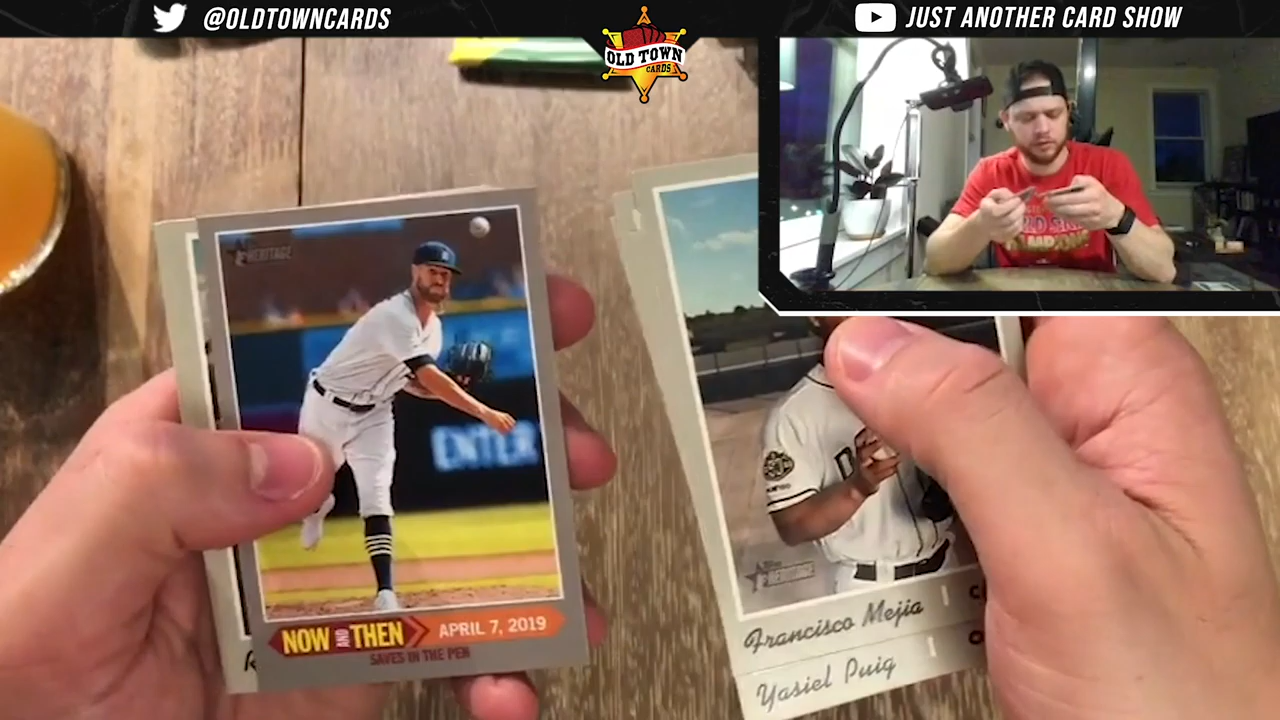 @OLDTOWNCARDS
OLD TOWN
CARDS
JUST ANOTHER CARD SHOW
HERITAGE
ENTER
NOW AND THEN
APRIL 7, 2019
SAVES IN THE PEN
HERITAGE
Francisco Mejia
Yasiel Puig